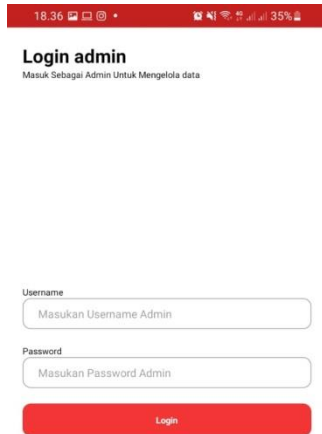 18.36 35%
Login admin
Masuk Sebagai Admin Untuk Mengelola data
Username
Masukan Username Admin
Password
Masukan Password Admin
Login